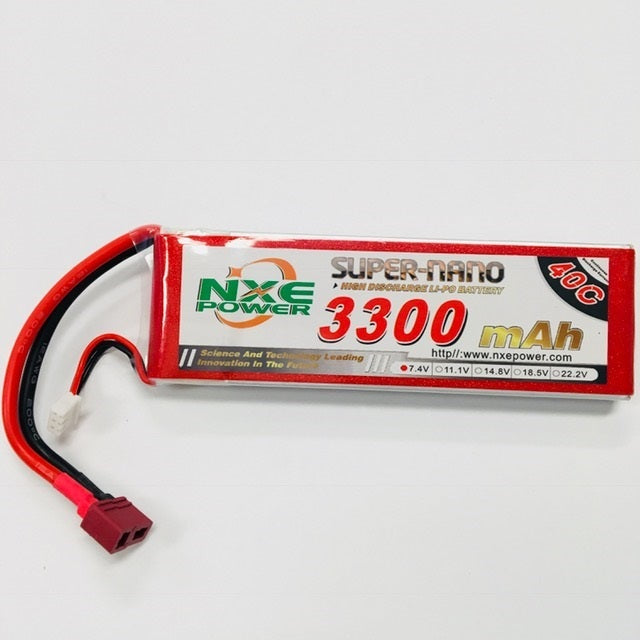 NXE
POWER
SUPER-NANO
HIGH DISCHARGE LI-PO BATTERY
40C
3300 mAh
Science And Technology Leading
Innovation In The Future
http//:www.nxepower.com
7.4V 11.1V 14.8V 18.5V 22.2V